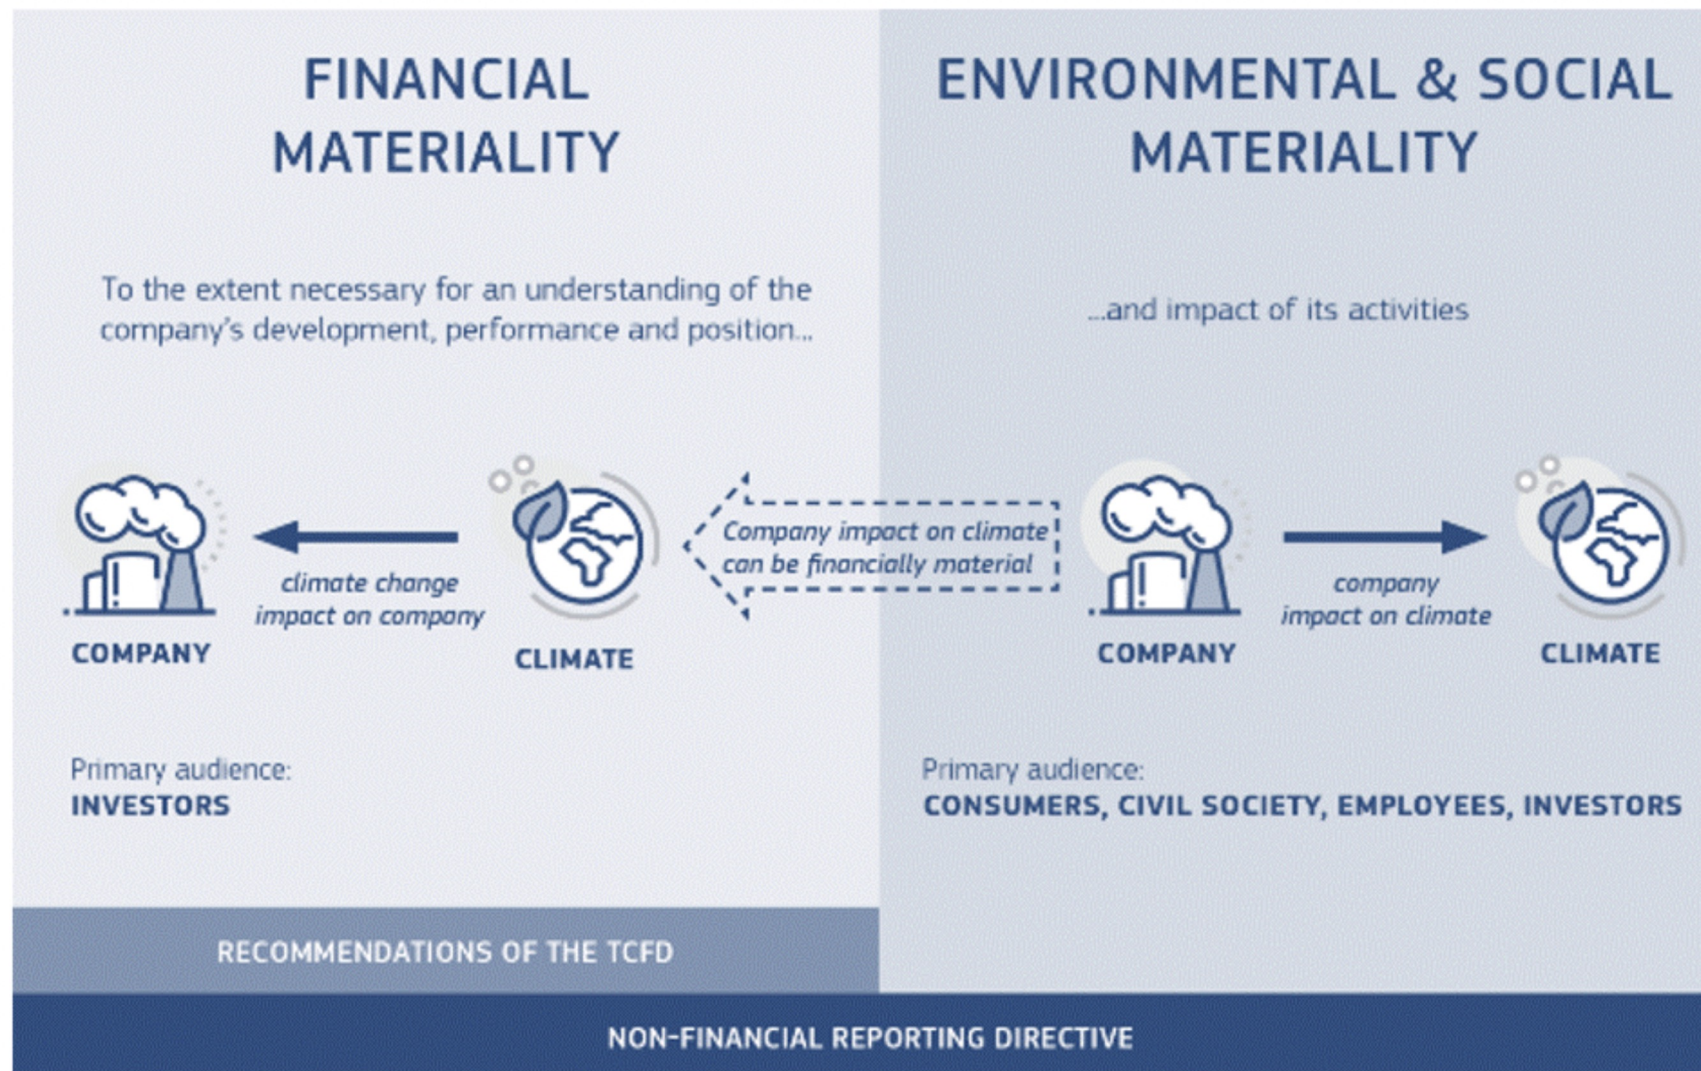 FINANCIAL
MATERIALITY
To the extent necessary for an understanding of the
company's development, performance and position...
climate change
impact on company
COMPANY
CLIMATE
Company impact on climate
can be financially material
Primary audience:
INVESTORS
RECOMMENDATIONS OF THE TCFD
ENVIRONMENTAL & SOCIAL
MATERIALITY
...and impact of its activities
company
impact on climate
COMPANY
CLIMATE
Primary audience:
CONSUMERS, CIVIL SOCIETY, EMPLOYEES, INVESTORS
NON-FINANCIAL REPORTING DIRECTIVE